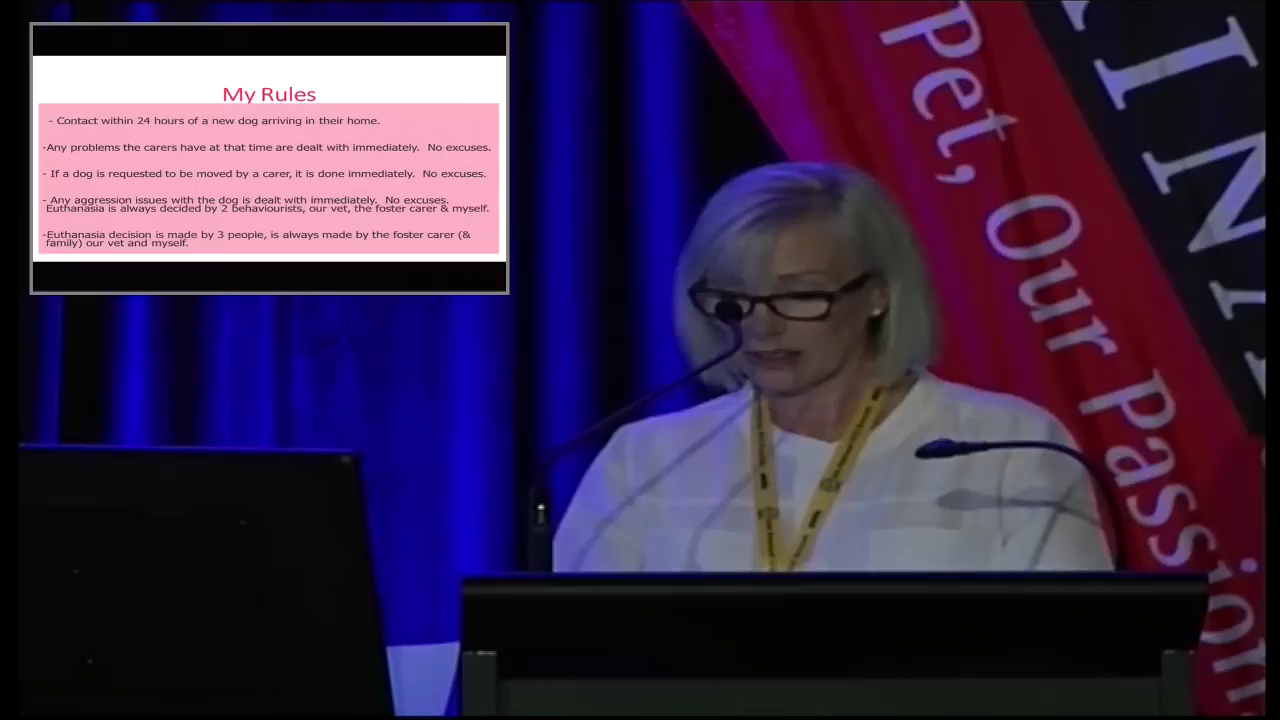 My Rules
- Contact within 24 hours of a new dog arriving in their home.
-Any problems the carers have at that time are dealt with immediately.  No excuses.
- If a dog is requested to be moved by a carer, it is done immediately.  No excuses.
- Any aggression issues with the dog is dealt with immediately.  No excuses.
Euthanasia is always decided by 2 behaviourists, our vet, the foster carer & myself.
-Euthanasia decision is made by 3 people, is always made by the foster carer (&
family) our vet and myself.
Pet, Our Passion